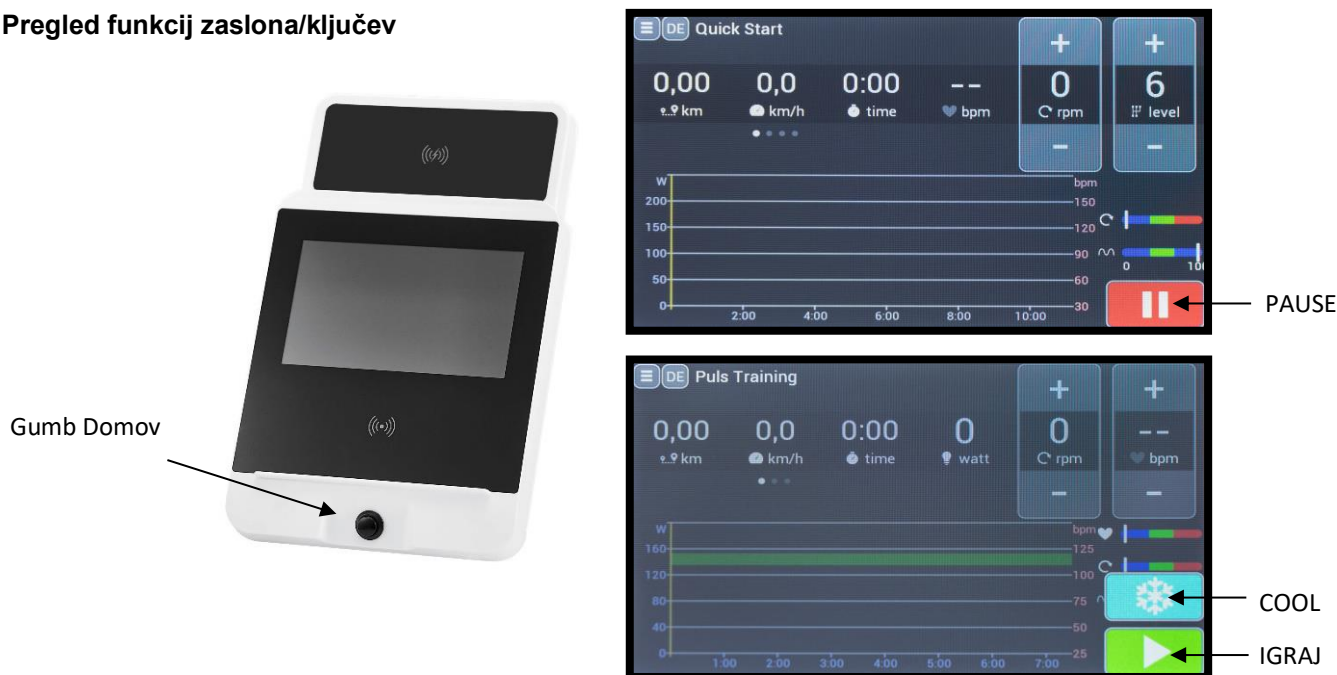 Pregled funkcij zaslona/ključev
Gumb Domov
DE Quick Start
+ +
0,00 0,0 0:00 -- 0 6
km km/h time bpm rpm level
- -
W bpm
200 150
150 120
100 90
0 10
50 60
0 30
2:00 4:00 6:00 8:00 10:00
PAUSE
DE Puls Training
+ +
0,00 0,0 0:00 0 0 --
km km/h time watt rpm bpm
- -
W bpm
160 125
120 100
80 75
40 50
0 25
1:00 2:00 3:00 4:00 5:00 6:00 7:00
COOL
IGRAJ